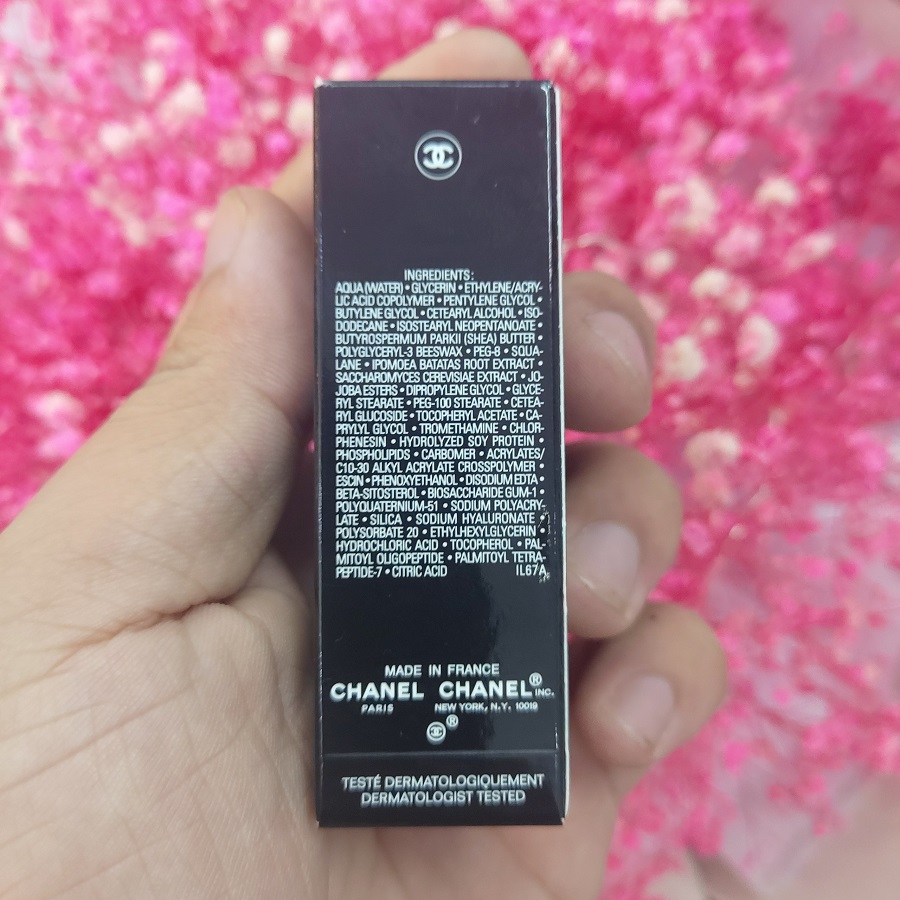 INGREDIENTS:
AQUA (WATER) • GLYCERIN • ETHYLENE/ACRY-
LIC ACID COPOLYMER • PENTYLENE GLYCOL •
BUTYLENE GLYCOL • CETEARYL ALCOHOL • ISO-
DODECANE • ISOSTEARYL NEOPENTANOATE •
BUTYROSPERMUM PARKII (SHEA) BUTTER •
POLYGLYCERYL-3 BEESWAX • PEG-8 • SQUA-
LANE • IPOMOEA BATATAS ROOT EXTRACT •
SACCHAROMYCES CEREVISIAE EXTRACT • JO-
JOBA ESTERS • DIPROPYLENE GLYCOL • GLYCE-
RYL STEARATE • PEG-100 STEARATE • CETEA-
RYL GLUCOSIDE • TOCOPHERYL ACETATE • CA-
PRYLYL GLYCOL • TROMETHAMINE • CHLOR-
PHENESIN • HYDROLYZED SOY PROTEIN •
PHOSPHOLIPIDS • CARBOMER • ACRYLATES/
C10-30 ALKYL ACRYLATE CROSSPOLYMER •
ESCIN • PHENOXYETHANOL • DISODIUM EDTA •
BETA-SITOSTEROL • BIOSACCHARIDE GUM-1 •
POLYQUATERNIUM-51 • SODIUM POLYACRY-
LATE • SILICA • SODIUM HYALURONATE •
POLYSORBATE 20 • ETHYLHEXYLGLYCERIN •
HYDROCHLORIC ACID • TOCOPHEROL • PAL-
MITOYL OLIGOPEPTIDE • PALMITOYL TETRA-
PEPTIDE-7 • CITRIC ACID IL67A
MADE IN FRANCE
CHANEL CHANEL® INC.
PARIS NEW YORK, N.Y. 10019
®
TESTÉ DERMATOLOGIQUEMENT
DERMATOLOGIST TESTED